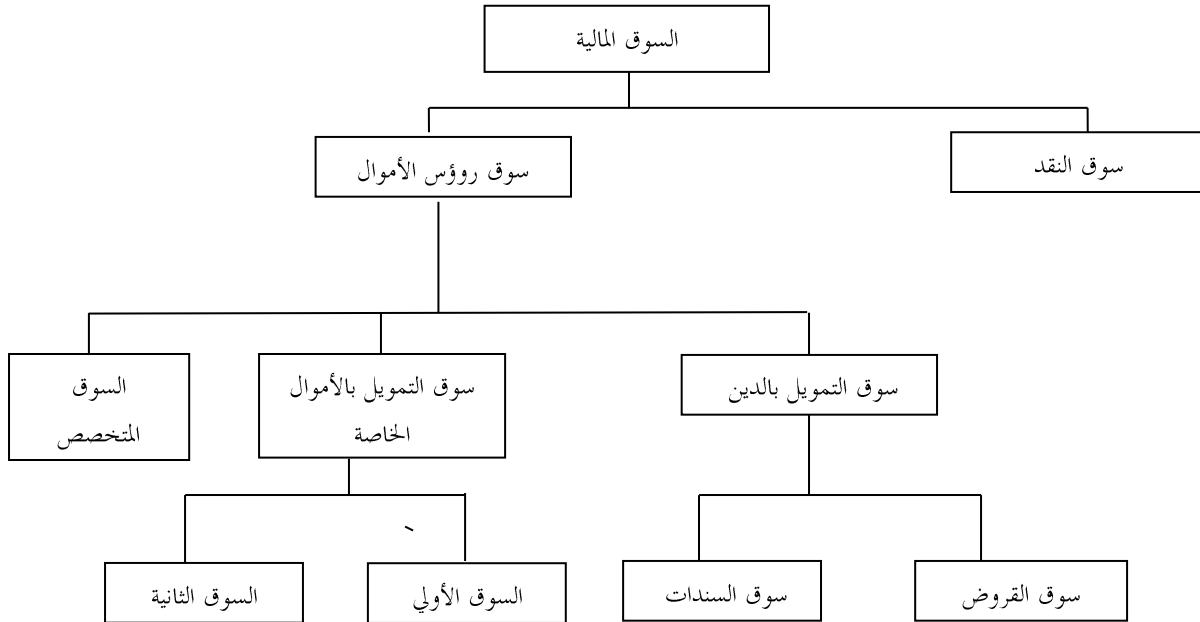 السوق المالية
سوق النقد
سوق روؤس الأموال
سوق التمويل بالدين
سوق التمويل بالأموال
الخاصة
السوق
المتخصص
سوق القروض
سوق السندات
السوق الأولي
السوق الثانية